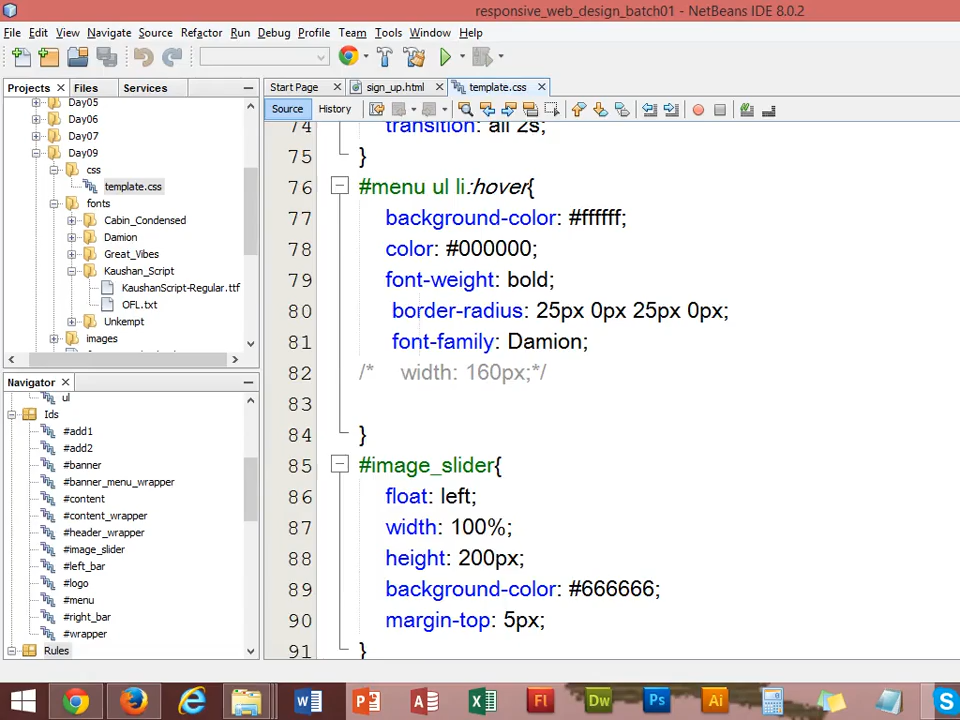 responsive_web_design_batch01 - NetBeans IDE 8.0.2
File Edit View Navigate Source Refactor Run Debug Profile Team Tools Window Help
Projects Files Services
Start Page sign_up.html template.css
Source History
Day05
Day06
Day07
Day09
css
template.css
fonts
Cabin_Condensed
Damion
Great_Vibes
Kaushan_Script
KaushanScript-Regular.ttf
OFL.txt
Unkempt
images
Navigator
ul
Ids
#add1
#add2
#banner
#banner_menu_wrapper
#content
#content_wrapper
#header_wrapper
#image_slider
#left_bar
#logo
#menu
#right_bar
#wrapper
Rules
74 transition: all 2s;
75 }
76 #menu ul li:hover{
77 background-color: #ffffff;
78 color: #000000;
79 font-weight: bold;
80 border-radius: 25px 0px 25px 0px;
81 font-family: Damion;
82 /* width: 160px;*/
83
84 }
85 #image_slider{
86 float: left;
87 width: 100%;
88 height: 200px;
89 background-color: #666666;
90 margin-top: 5px;
91 }